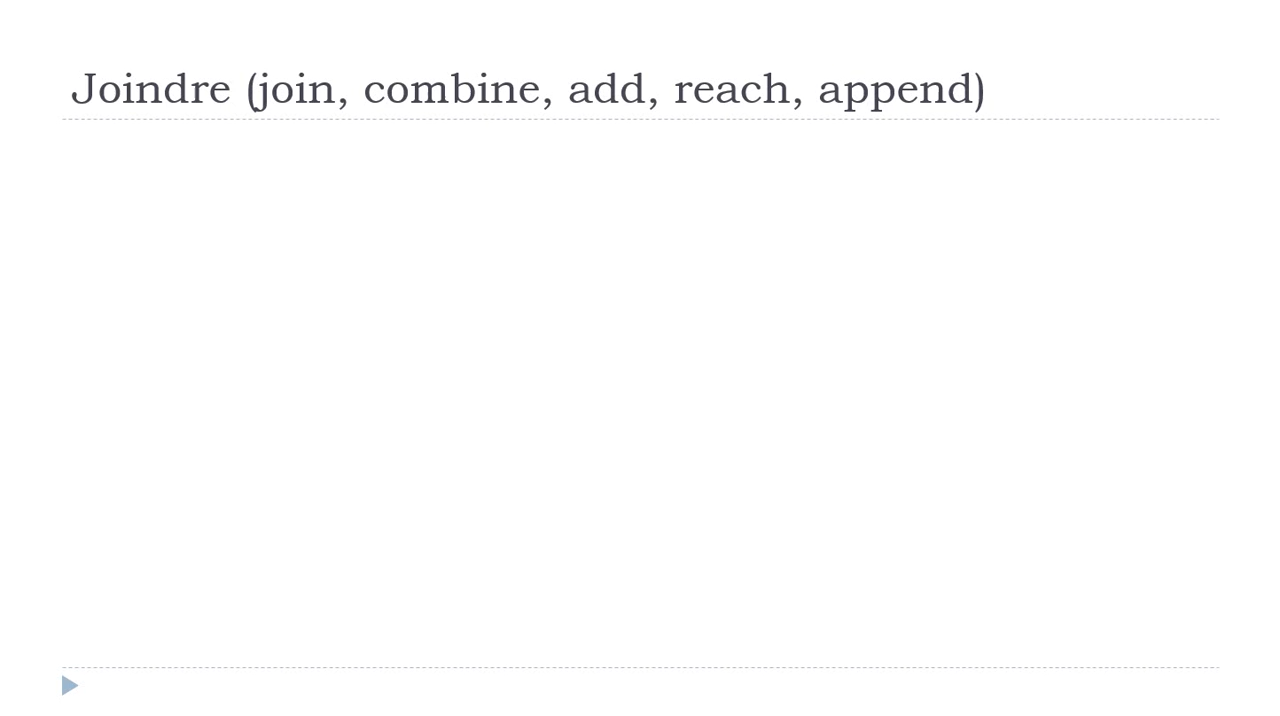 Joindre (join, combine, add, reach, append)